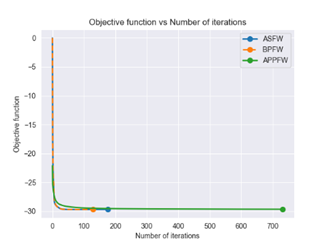 Objective function vs Number of iterations
ASFW
BPFW
APPFW
Objective function
0
−5
−10
−15
−20
−25
−30
0 100 200 300 400 500 600 700
Number of iterations